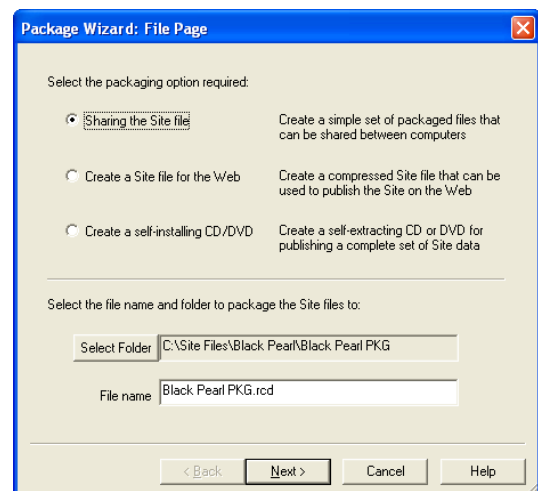 Package Wizard: File Page
Select the packaging option required:
Sharing the Site file
Create a simple set of packaged files that
can be shared between computers
Create a Site file for the Web
Create a compressed Site file that can be
used to publish the Site on the Web
Create a self-installing CD/DVD
Create a self-extracting CD or DVD for
publishing a complete set of Site data
Select the file name and folder to package the Site files to:
Select Folder C:\Site Files\Black Pearl\Black Pearl PKG
File name Black Pearl PKG.rcd
< Back Next > Cancel Help